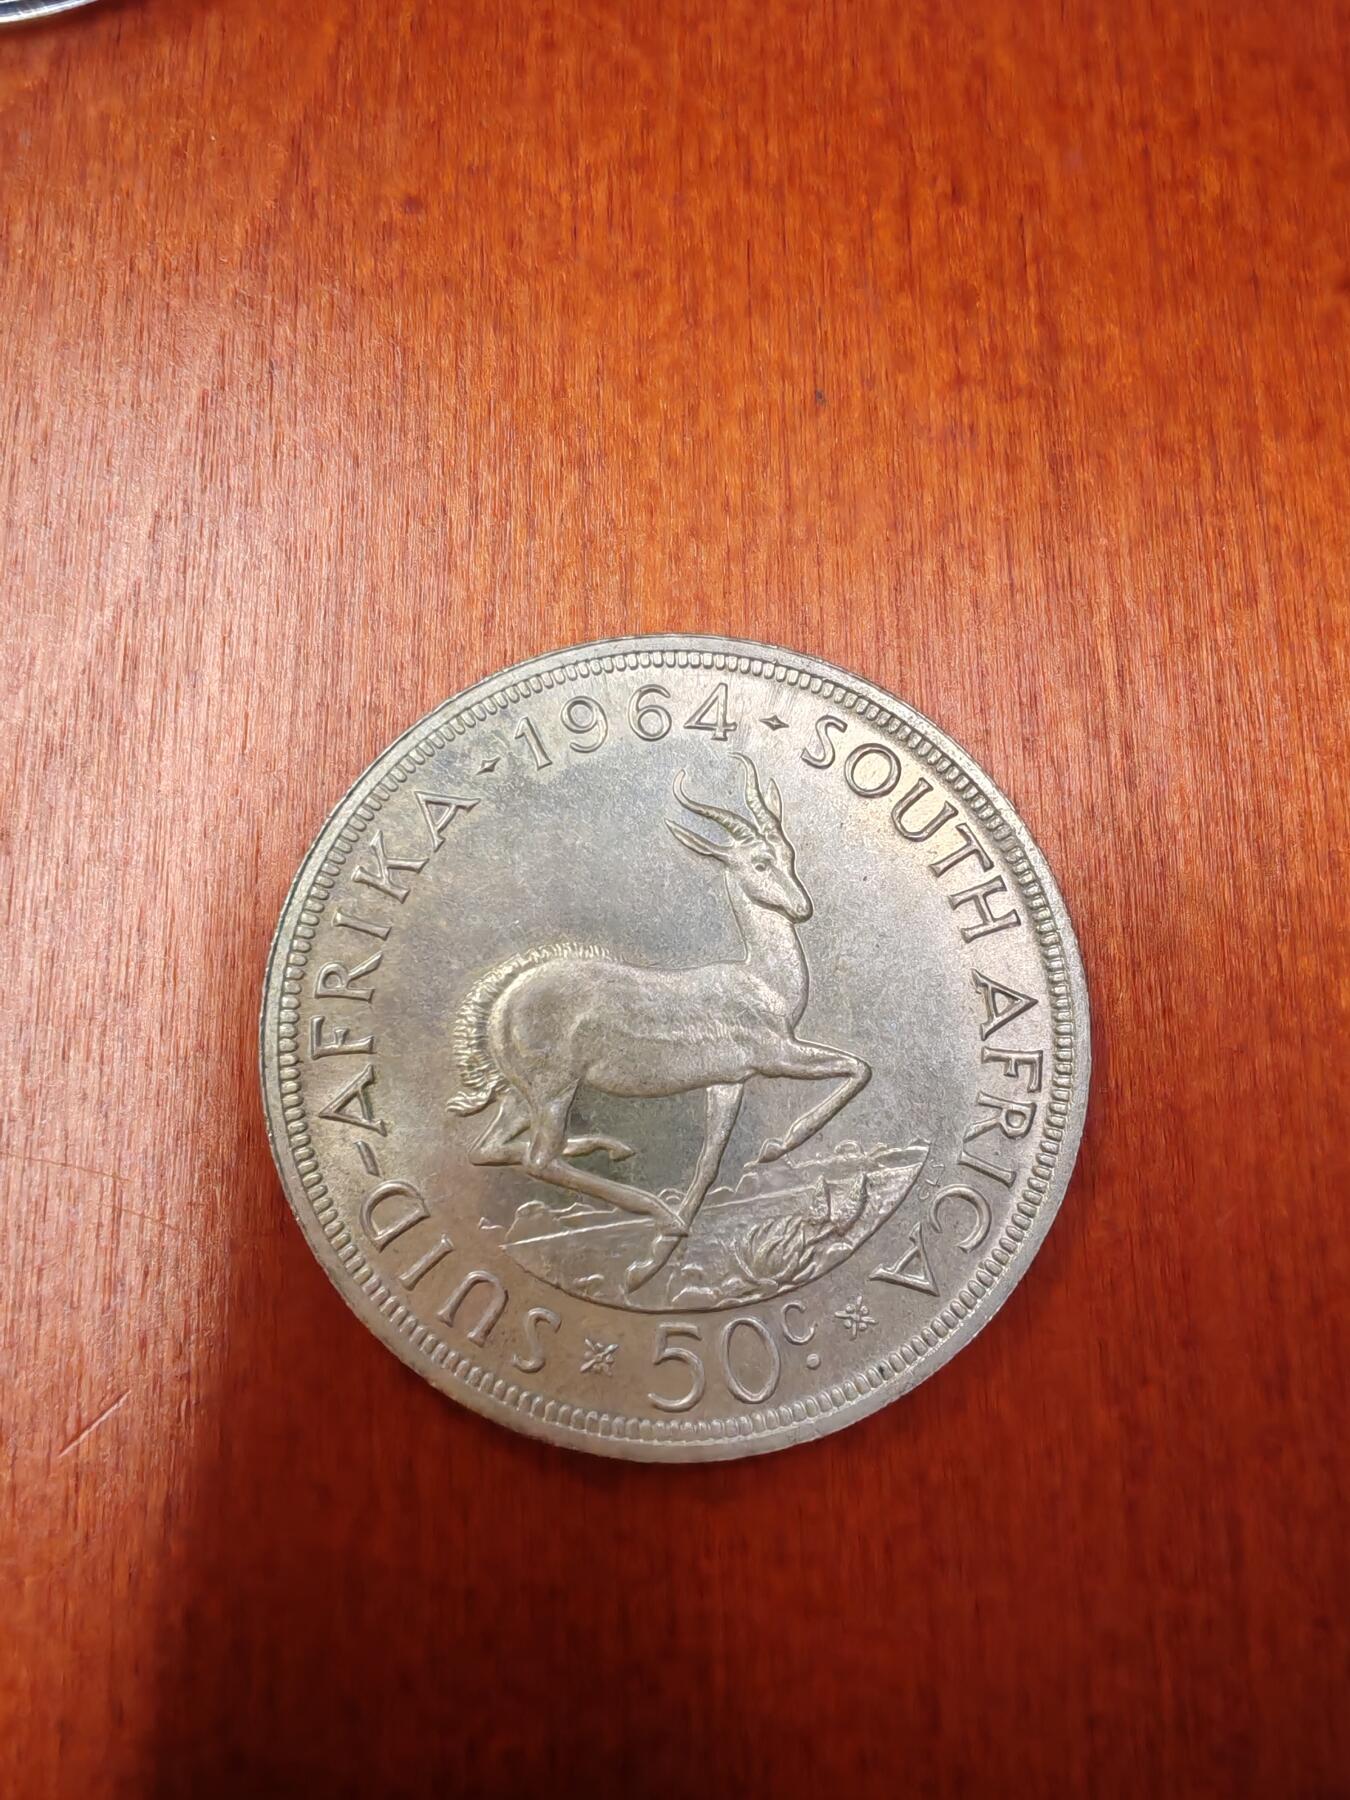 SUID-AFRIKA · 1964 · SOUTH AFRICA
50c.